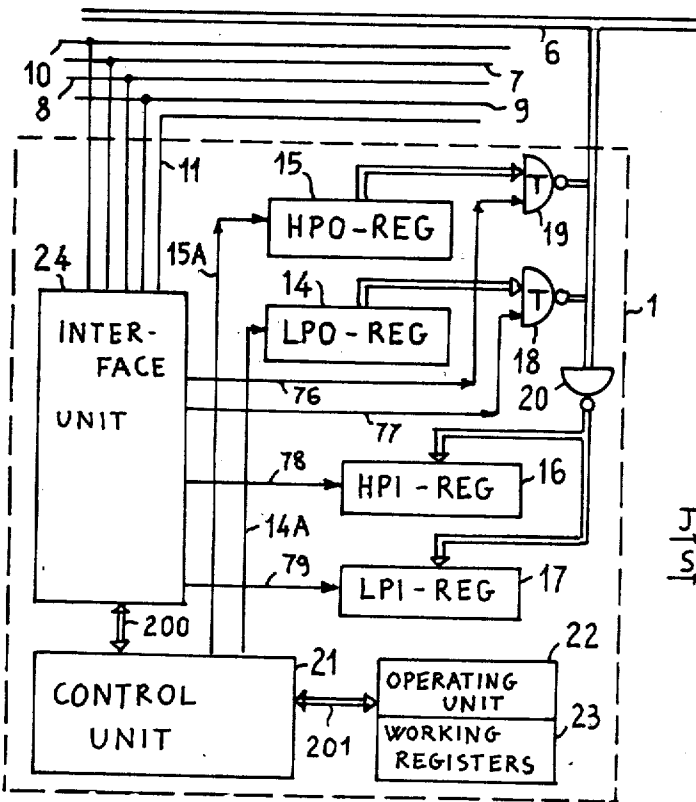 6
10
7
8
9
11
15
HPO-REG
T
19
15A
24
14
LPO-REG
T
18
1
INTER-
FACE
UNIT
76
77
20
78
HPI-REG
16
14A
79
LPI-REG
17
J
S
200
21
CONTROL
UNIT
201
22
OPERATING
UNIT
23
WORKING
REGISTERS